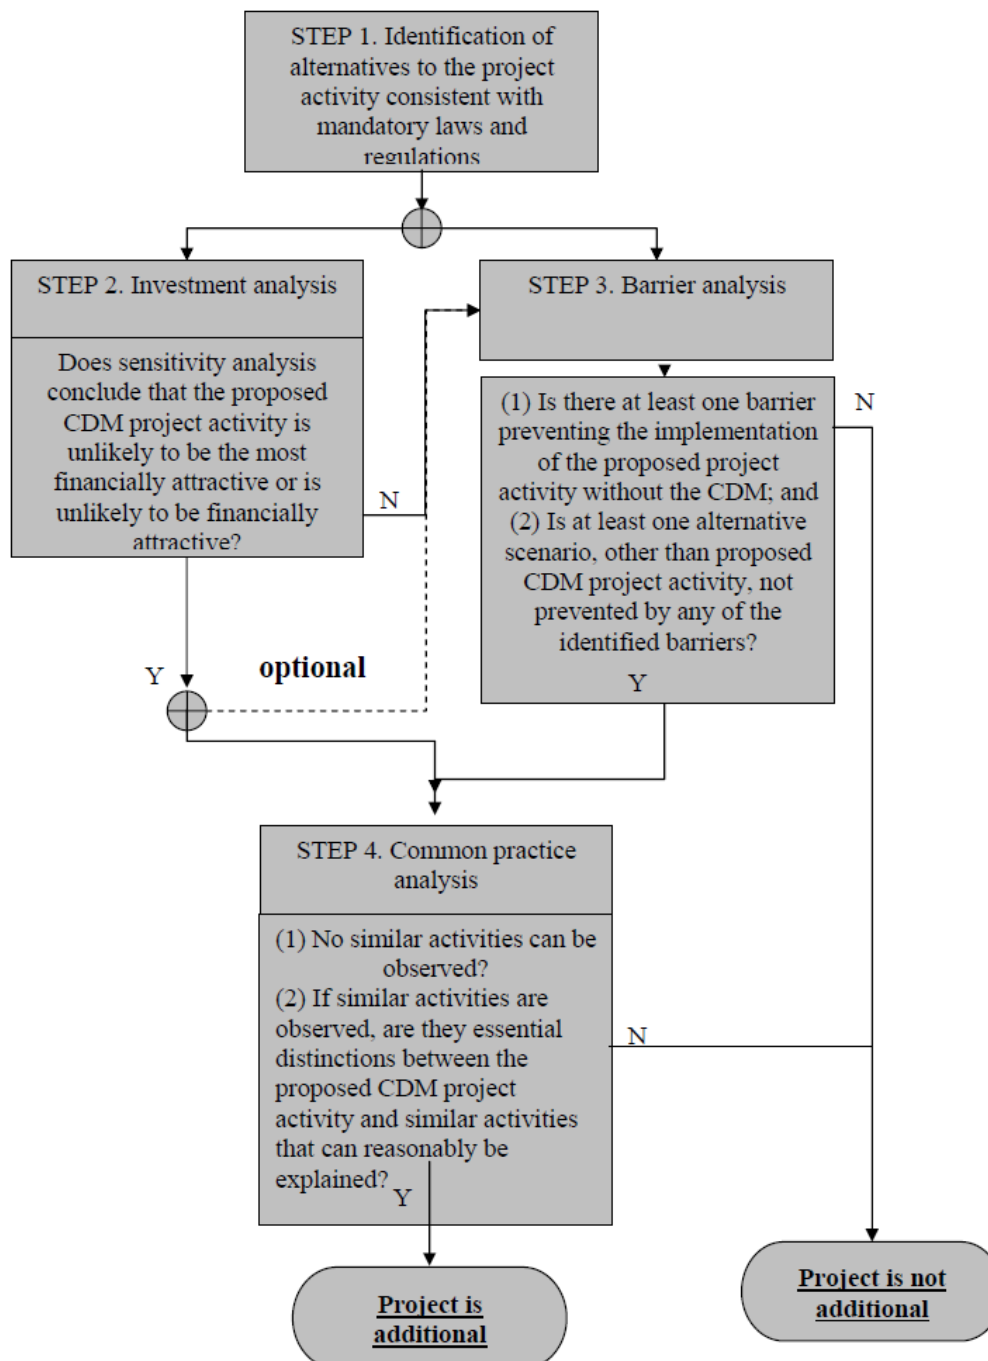 STEP 1. Identification of
alternatives to the project
activity consistent with
mandatory laws and
regulations
STEP 2. Investment analysis
Does sensitivity analysis
conclude that the proposed
CDM project activity is
unlikely to be the most
financially attractive or is
unlikely to be financially
attractive?
N
Y
optional
STEP 3. Barrier analysis
(1) Is there at least one barrier
preventing the implementation
of the proposed project
activity without the CDM; and
(2) Is at least one alternative
scenario, other than proposed
CDM project activity, not
prevented by any of the
identified barriers?
Y
N
STEP 4. Common practice
analysis
(1) No similar activities can be
observed?
(2) If similar activities are
observed, are they essential
distinctions between the
proposed CDM project
activity and similar activities
that can reasonably be
explained?
Y
N
Project is
additional
Project is not
additional